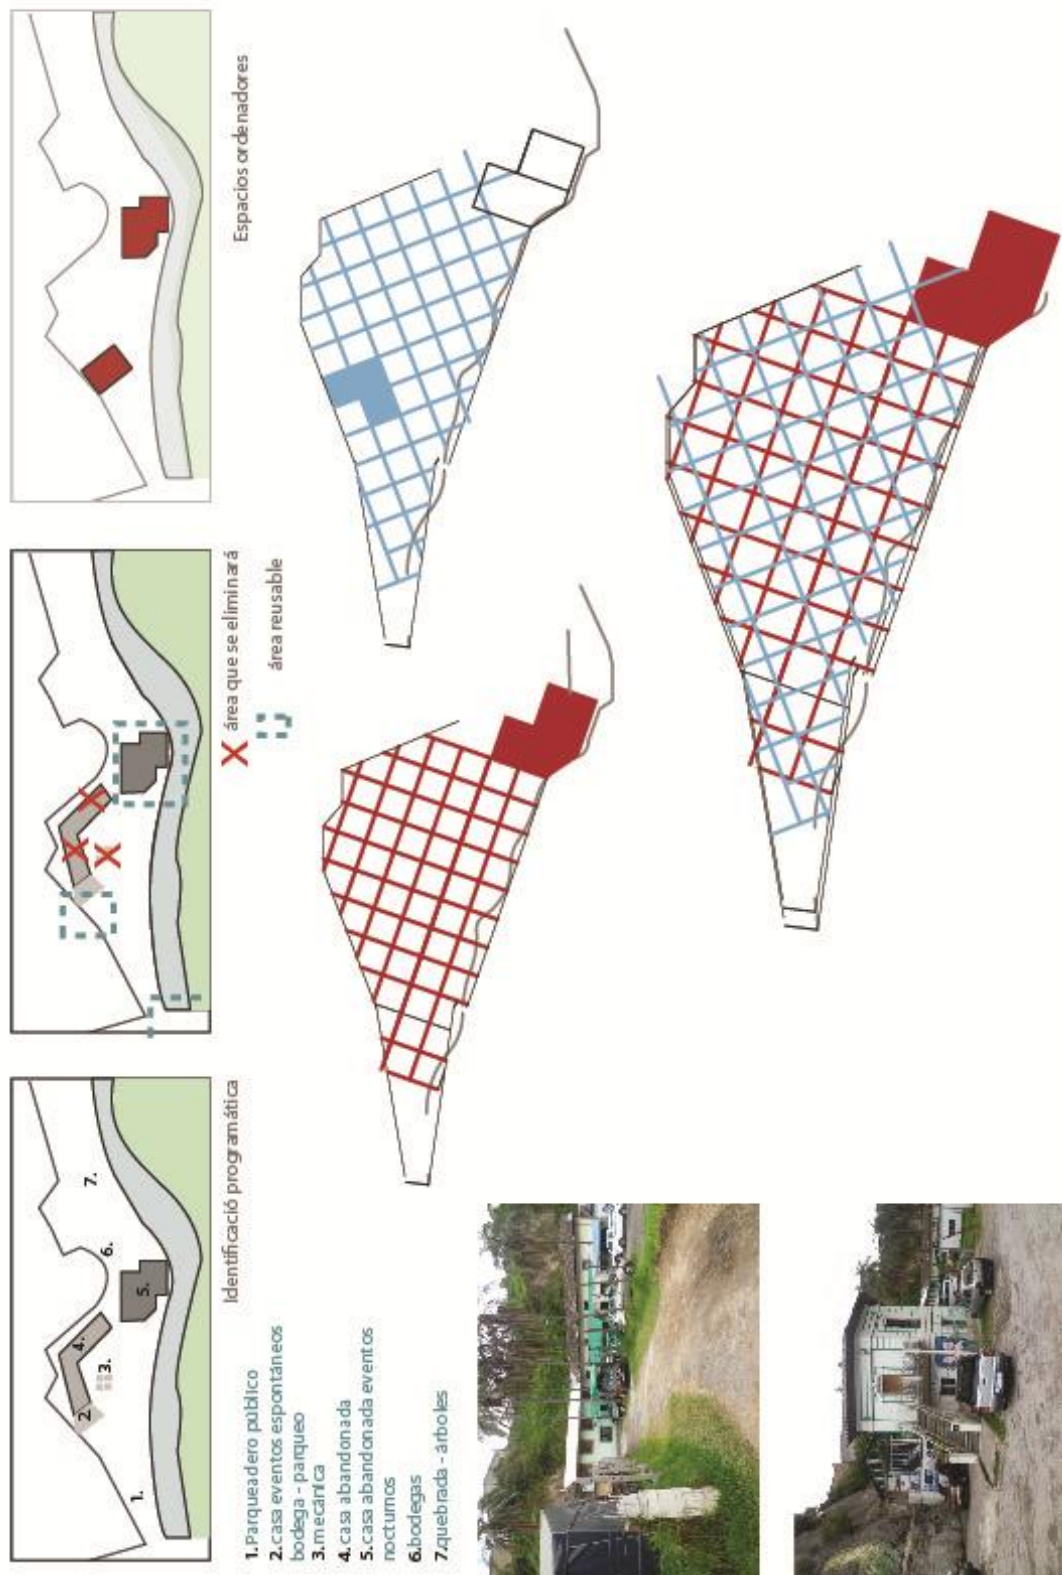 7.
6.
5.
4.
3.
2.
1.
Identificació programática
1.Parqueadero público
2.casa eventos espontáneos
bodega - parqueo
3.mecánica
4.casa abandonada
5.casa abandonada eventos
nocturnos
6.bodegas
7.quebrada - árboles
X área que se eliminará
área reusable
Espacios ordenadores